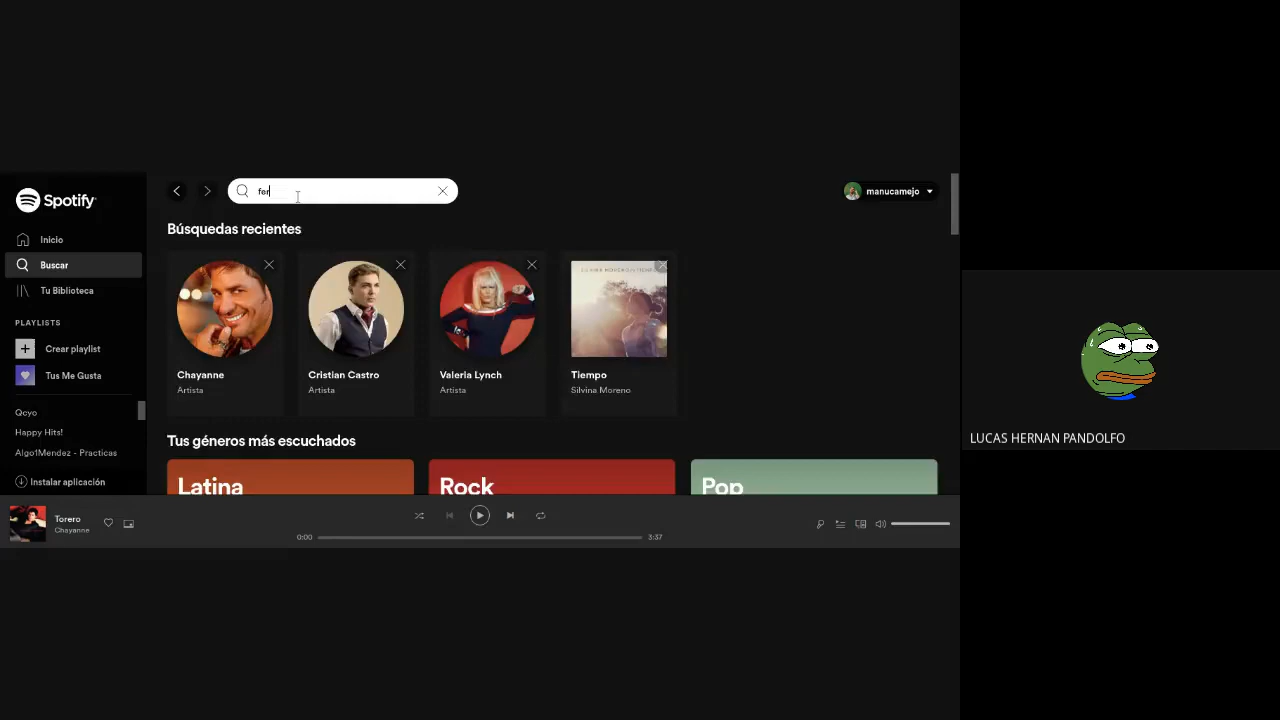 Spotify
fer
manucamejo
Inicio
Buscar
Tu Biblioteca
PLAYLISTS
Crear playlist
Tus Me Gusta
Qcyo
Happy Hits!
Algo1Mendez - Practicas
Instalar aplicación
Búsquedas recientes
Chayanne
Artista
Cristian Castro
Artista
Valeria Lynch
Artista
Tiempo
Silvina Moreno
Tus géneros más escuchados
Latina
Rock
Pop
Torero
Chayanne
0:00
3:37
LUCAS HERNAN PANDOLFO